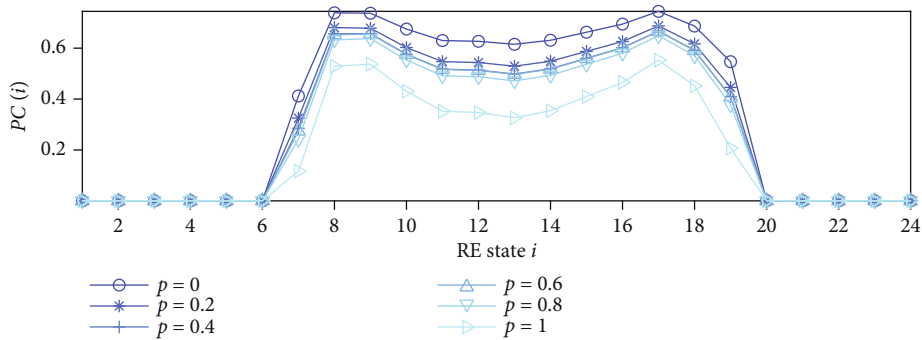 0.6
0.4
0.2
PC (i)
2 4 6 8 10 12 14 16 18 20 22 24
RE state i
p = 0
p = 0.2
p = 0.4
p = 0.6
p = 0.8
p = 1